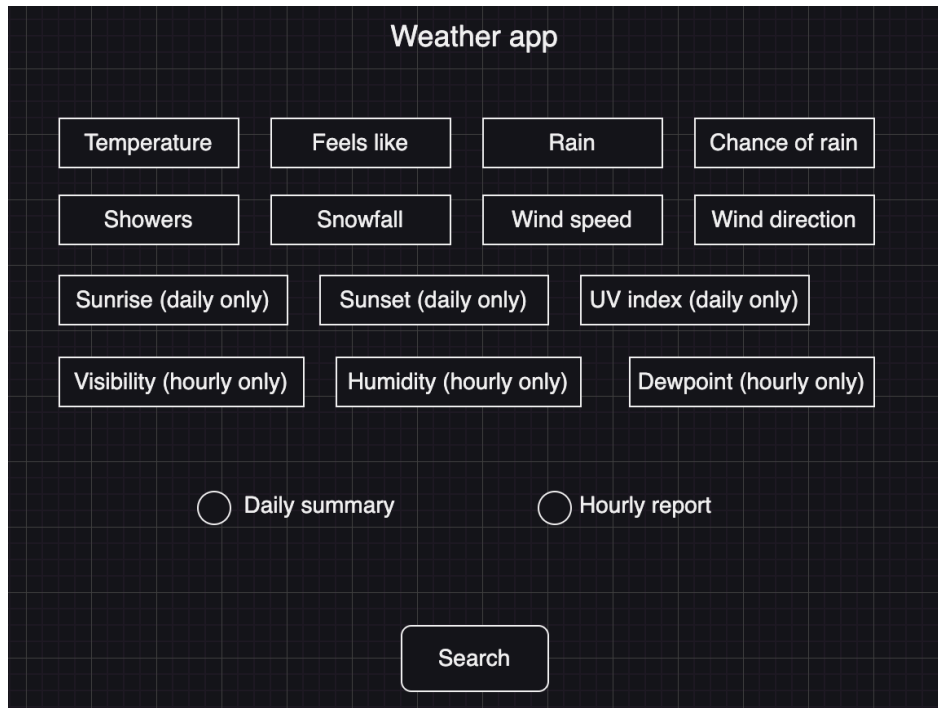 Weather app
Temperature
Feels like
Rain
Chance of rain
Showers
Snowfall
Wind speed
Wind direction
Sunrise (daily only)
Sunset (daily only)
UV index (daily only)
Visibility (hourly only)
Humidity (hourly only)
Dewpoint (hourly only)
Daily summary
Hourly report
Search